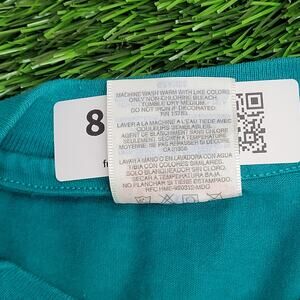 8
fu
MACHINE WASH WARM WITH LIKE COLORS
ONLY NON-CHLORINE BLEACH
TUMBLE DRY MEDIUM
DO NOT IRON IF DECORATED
RN 15763
LAVER A LA MACHINE A L'EAU TIEDE AVEC
COULEURS SEMBLABLES
AGENT DE BLANCHIMENT SANS CHLORE
SEULEMENT SECHER A TEMPERATURE
MOYENNE NE PAS REPASSER SI DECORE
CA 01356
LAVAR A MANO O EN LAVADORA CON AGUA
TIBIA CON COLORES SIMILARES
SOLO BLANQUEADOR SIN CLORO
SECAR A TEMPERATURA BAJA
NO PLANCHAR SI TIENE DECORADO